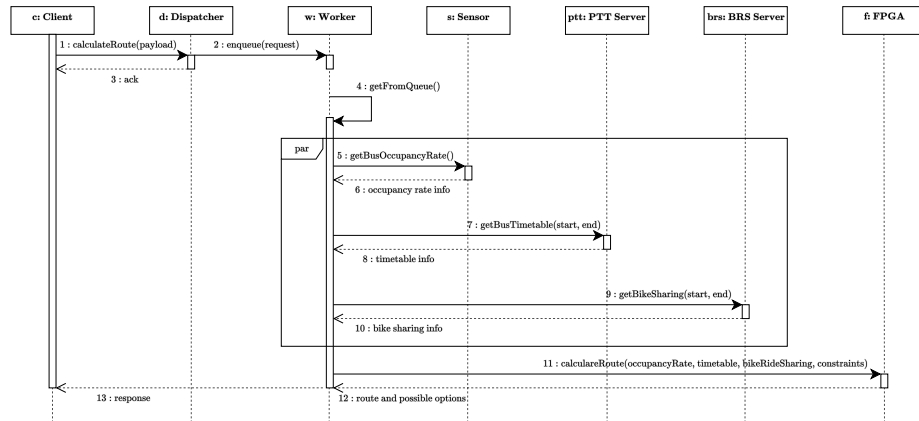 c: Client
d: Dispatcher
w: Worker
s: Sensor
ptt: PTT Server
brs: BRS Server
f: FPGA
1 : calculateRoute(payload)
2 : enqueue(request)
3 : ack
4 : getFromQueue()
par
5 : getBusOccupancyRate()
6 : occupancy rate info
7 : getBusTimetable(start, end)
8 : timetable info
9 : getBikeSharing(start, end)
10 : bike sharing info
11 : calculareRoute(occupancyRate, timetable, bikeRideSharing, constraints)
12 : route and possible options
13 : response